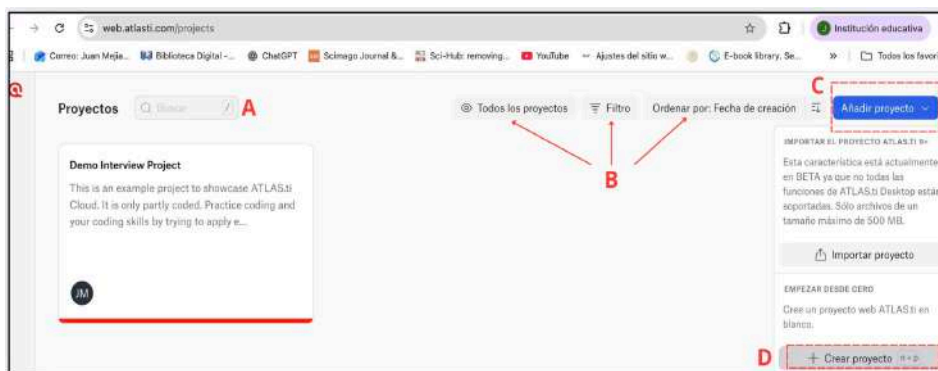 web.atlasti.com/projects
Institución educativa
Correo: Juan Mejia...
Biblioteca Digital -...
ChatGPT
Scimago Journal &...
Sci-Hub: removing...
YouTube
Ajustes del sitio w...
E-book library. Se...
»
Todos los favori
Proyectos
Buscar
/
A
Todos los proyectos
Filtro
Ordenar por: Fecha de creación
C
Añadir proyecto
B
Demo Interview Project
This is an example project to showcase ATLAS.ti
Cloud. It is only partly coded. Practice coding and
your coding skills by trying to apply e...
JM
IMPORTAR EL PROYECTO ATLAS.TI
Esta característica está actualmente
en BETA ya que no todas las
funciones de ATLAS.ti Desktop están
soportadas. Sólo archivos de un
tamaño máximo de 500 MB.
Importar proyecto
EMPEZAR DESDE CERO
Cree un proyecto web ATLAS.ti en
blanco.
D
+ Crear proyecto